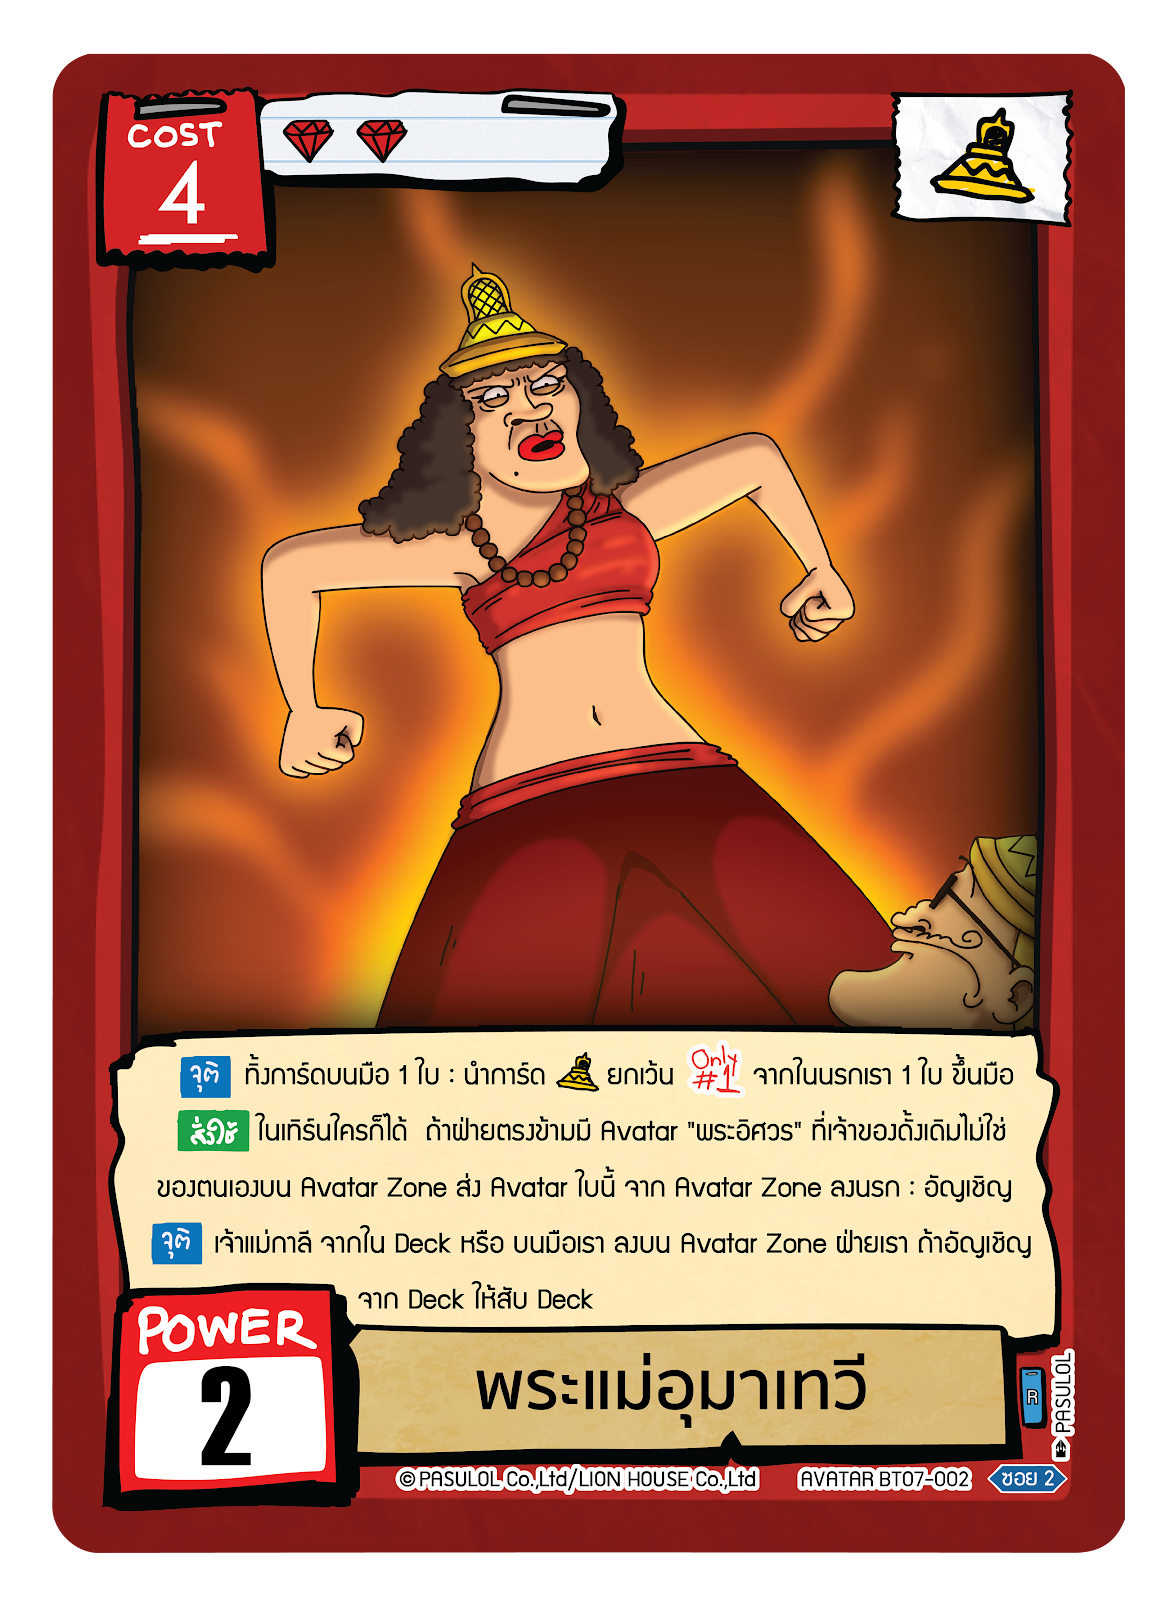 COST
4
จุติ ทิ้งการ์ดบนมือ 1 ใบ : นำการ์ด ยกเว้น Only #1 จากในนรกเรา 1 ใบ ขึ้นมือ
สั่งใช้ ในเทิร์นใครก็ได้ ถ้าฝ่ายตรงข้ามมี Avatar "พระอิศวร" ที่เจ้าของดั้งเดิมไม่ใช่
ของตนเองบน Avatar Zone ส่ง Avatar ใบนี้ จาก Avatar Zone ลงนรก : อัญเชิญ
จุติ เจ้าแม่กาลี จากใน Deck หรือ บนมือเรา ลงบน Avatar Zone ฝ่ายเรา ถ้าอัญเชิญ
จาก Deck ให้สับ Deck
POWER
2
พระแม่อุมาเทวี
R
PASULOL
© PASULOL Co.,Ltd/LION HOUSE Co.,Ltd
AVATAR BT07-002
ซอย 2